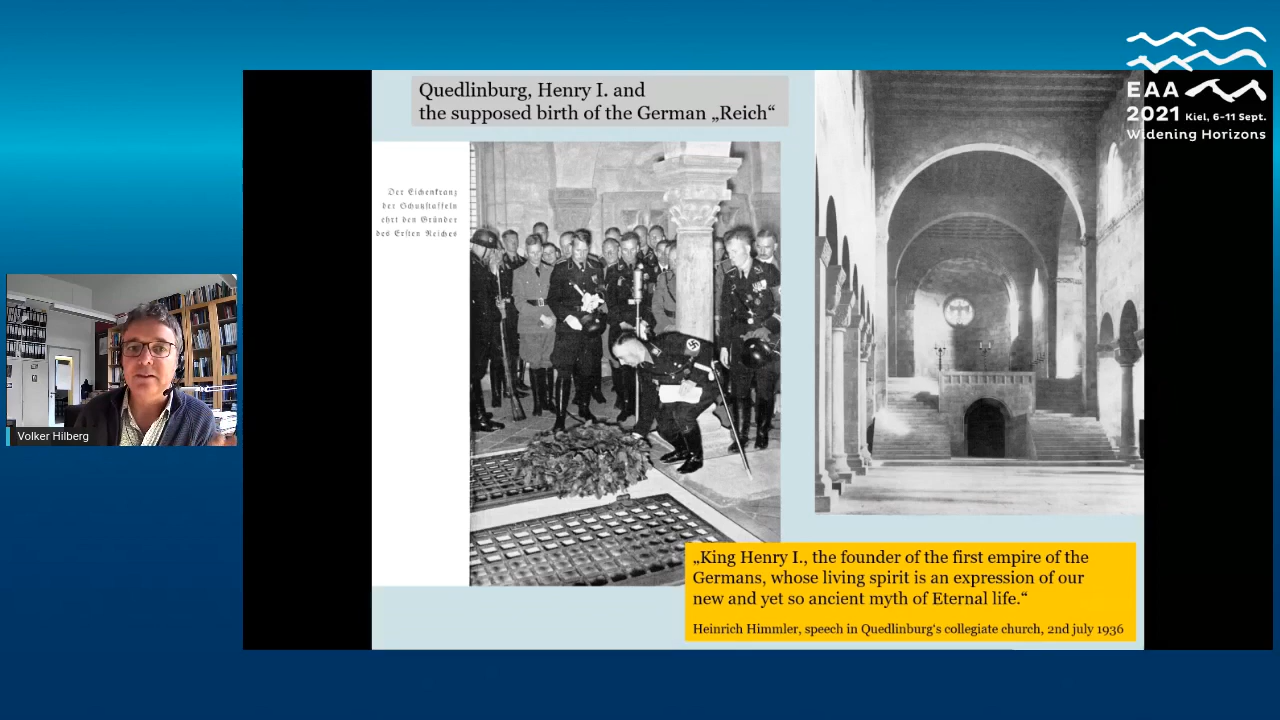 EAA
2021 Kiel, 6-11 Sept.
Widening Horizons
Quedlinburg, Henry I. and
the supposed birth of the German „Reich“
Der Eichenkranz
der Schutzstaffeln
ehrt den Gründer
des Ersten Reiches
„King Henry I., the founder of the first empire of the
Germans, whose living spirit is an expression of our
new and yet so ancient myth of Eternal life.“
Heinrich Himmler, speech in Quedlinburg's collegiate church, 2nd july 1936
Volker Hilberg